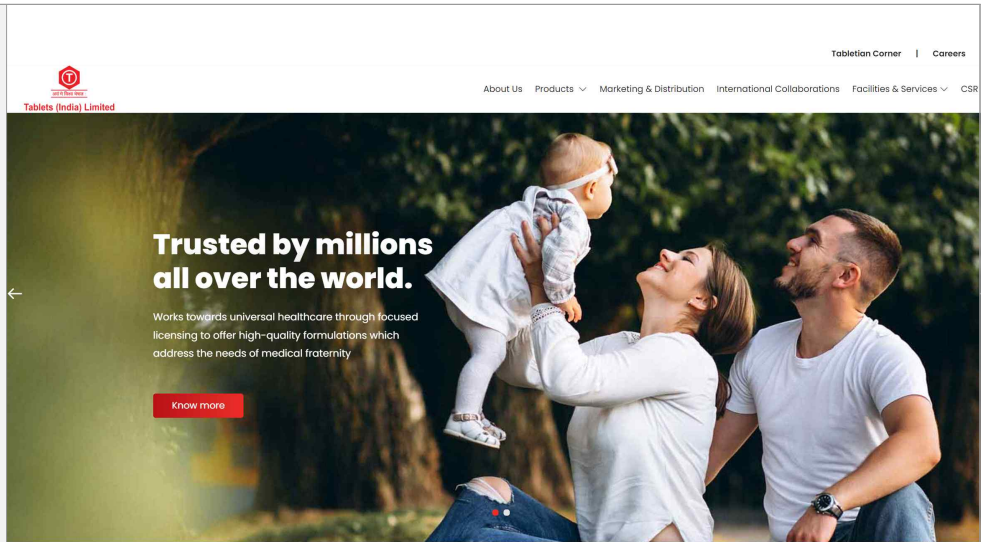 Tabletian Corner | Careers
Tablets (India) Limited
About Us Products Marketing & Distribution International Collaborations Facilities & Services CSR
Trusted by millions
all over the world.
Works towards universal healthcare through focused
licensing to offer high-quality formulations which
address the needs of medical fraternity
Know more